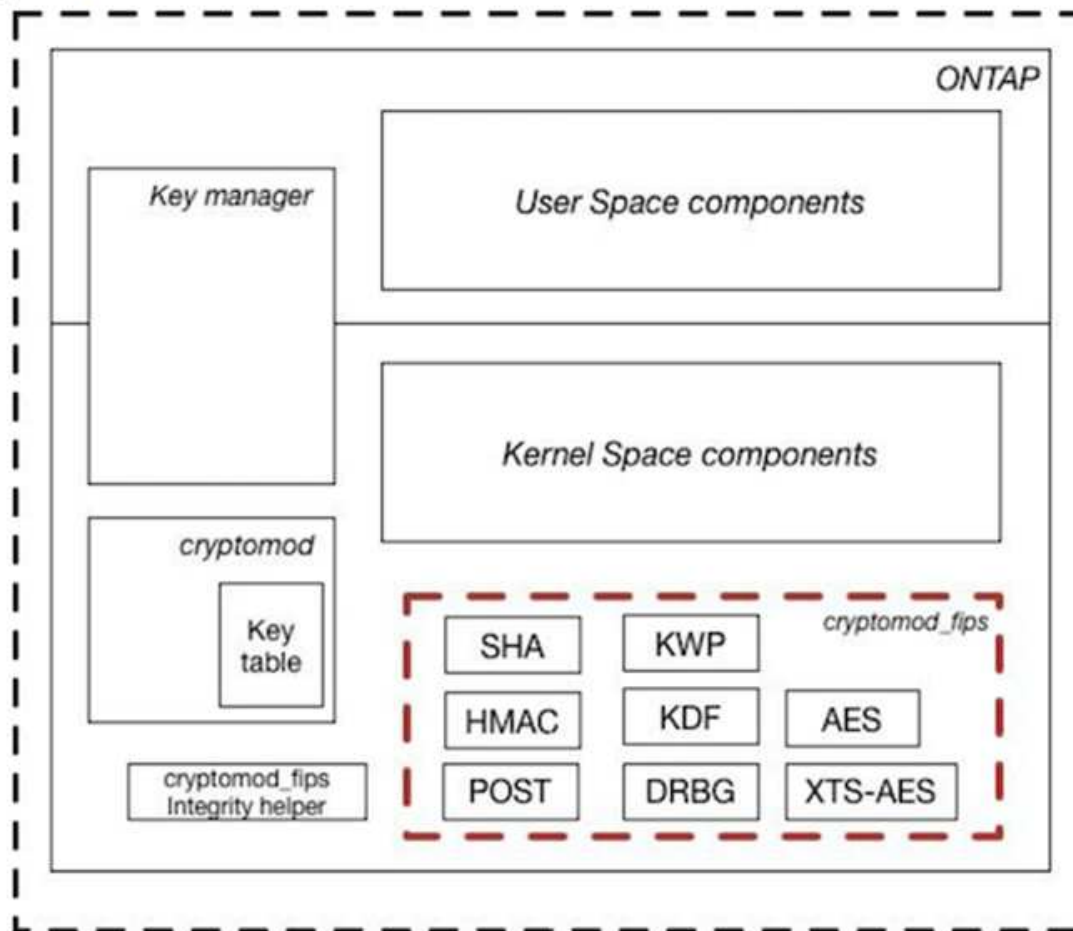 ONTAP
Key manager
User Space components
Kernel Space components
cryptomod
Key
table
cryptomod_fips
SHA
KWP
HMAC
KDF
AES
POST
DRBG
XTS-AES
cryptomod_fips
Integrity helper